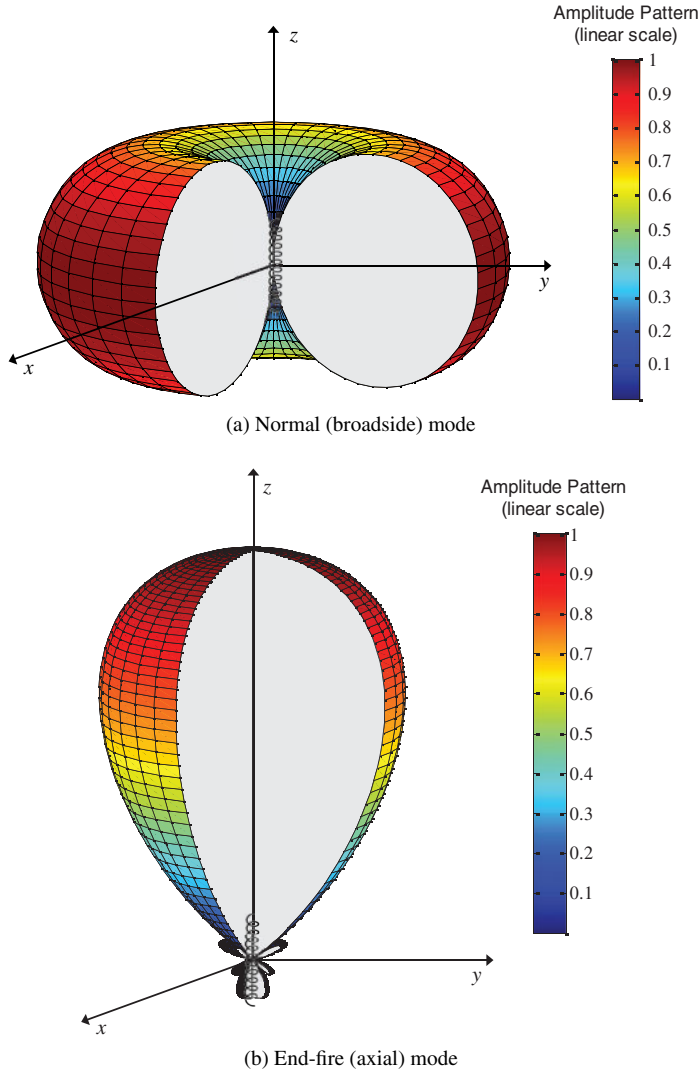 Amplitude Pattern
(linear scale)
z
1
0.9
0.8
0.7
0.6
0.5
0.4
0.3
0.2
0.1
y
x
(a) Normal (broadside) mode
z
Amplitude Pattern
(linear scale)
1
0.9
0.8
0.7
0.6
0.5
0.4
0.3
0.2
0.1
y
x
(b) End-fire (axial) mode